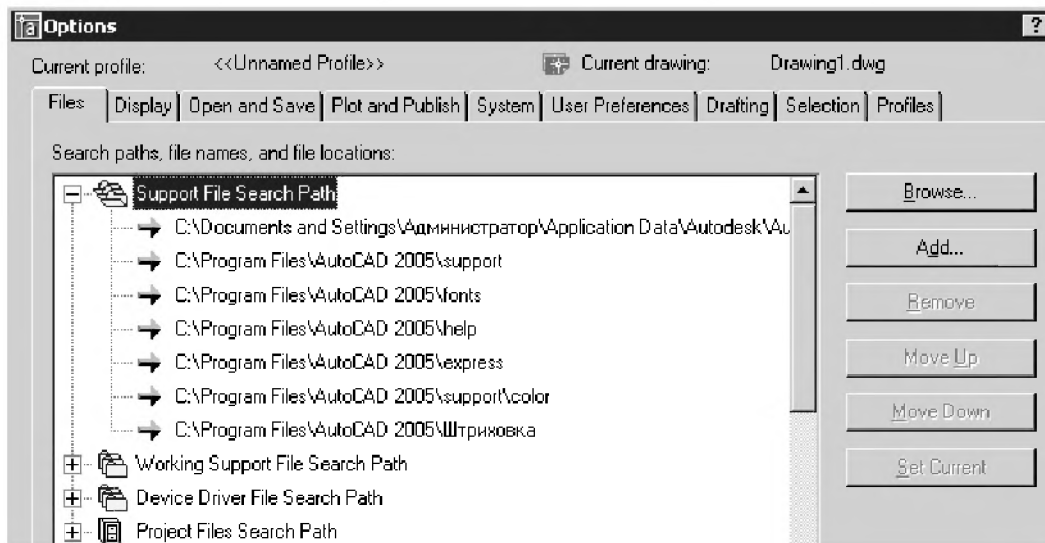 Options ?
Current profile: <<Unnamed Profile>> Current drawing: Drawing1.dwg
Files Display Open and Save Plot and Publish System User Preferences Drafting Selection Profiles
Search paths, file names, and file locations:
Support File Search Path
C:\Documents and Settings\Администратор\Application Data\Autodesk\Au
C:\Program Files\AutoCAD 2005\support
C:\Program Files\AutoCAD 2005\fonts
C:\Program Files\AutoCAD 2005\help
C:\Program Files\AutoCAD 2005\express
C:\Program Files\AutoCAD 2005\support\color
C:\Program Files\AutoCAD 2005\Штриховка
Working Support File Search Path
Device Driver File Search Path
Project Files Search Path
Browse...
Add...
Remove
Move Up
Move Down
Set Current